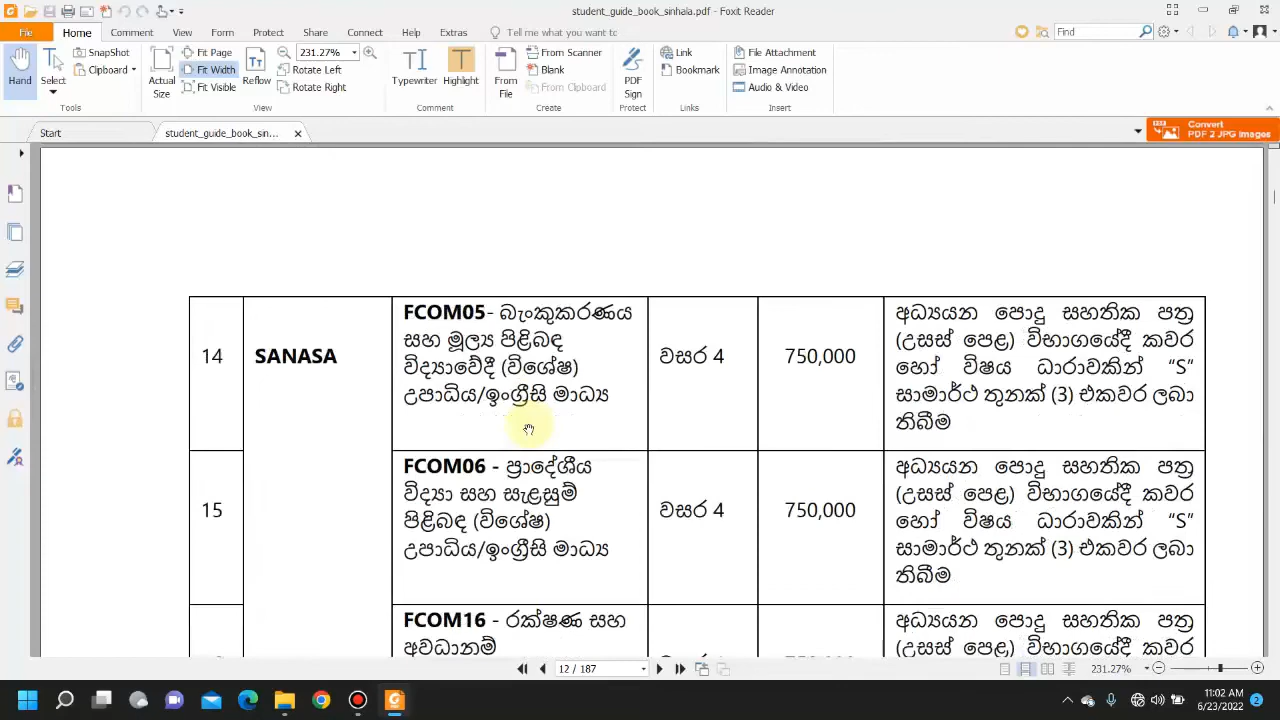 student_guide_book_sinhala.pdf - Foxit Reader
File Home Comment View Form Protect Share Connect Help Extras Tell me what you want... Find
Hand
Select
SnapShot
Clipboard
Actual Size
Fit Page
Fit Width
Fit Visible
Reflow
231.27%
Rotate Left
Rotate Right
Typewriter
Highlight
From File
From Scanner
Blank
From Clipboard
PDF Sign
Link
Bookmark
File Attachment
Image Annotation
Audio & Video
Tools View Comment Create Protect Links Insert
Start student_guide_book_sin...
Convert
PDF 2 JPG Images
14
SANASA
FCOM05- බැංකුකරණය
සහ මූල්‍ය පිළිබඳ
විද්‍යාවේදී (විශේෂ)
උපාධිය/ඉංග්‍රීසි මාධ්‍ය
වසර 4
750,000
අධ්‍යයන පොදු සහතික පත්‍ර
(උසස් පෙළ) විභාගයේදී කවර
හෝ විෂය ධාරාවකින් “S”
සාමාර්ථ තුනක් (3) එකවර ලබා
තිබීම
15
FCOM06 - ප්‍රාදේශීය
විද්‍යා සහ සැළසුම්
පිළිබඳ (විශේෂ)
උපාධිය/ඉංග්‍රීසි මාධ්‍ය
වසර 4
750,000
අධ්‍යයන පොදු සහතික පත්‍ර
(උසස් පෙළ) විභාගයේදී කවර
හෝ විෂය ධාරාවකින් “S”
සාමාර්ථ තුනක් (3) එකවර ලබා
තිබීම
FCOM16 - රක්ෂණ සහ
අවධානම්
අධ්‍යයන පොදු සහතික පත්‍ර
(උසස් පෙළ) විභාගයේදී කවර
12 / 187
231.27%
11:02 AM
6/23/2022
2